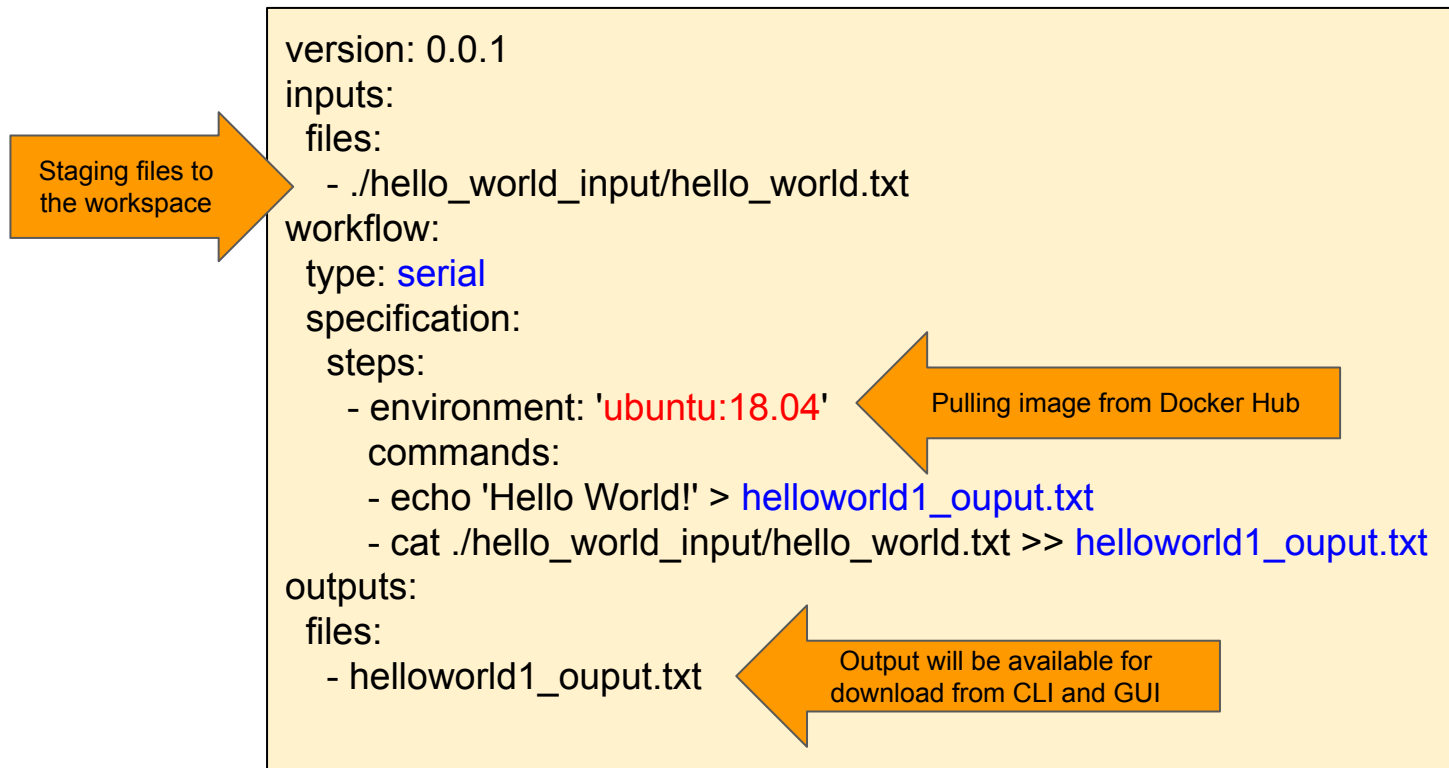 version: 0.0.1
inputs:
files:
Staging files to
the workspace
- ./hello_world_input/hello_world.txt
workflow:
type: serial
specification:
steps:
- environment: 'ubuntu:18.04'
Pulling image from Docker Hub
commands:
- echo 'Hello World!' > helloworld1_ouput.txt
- cat ./hello_world_input/hello_world.txt >> helloworld1_ouput.txt
outputs:
files:
- helloworld1_ouput.txt
Output will be available for
download from CLI and GUI